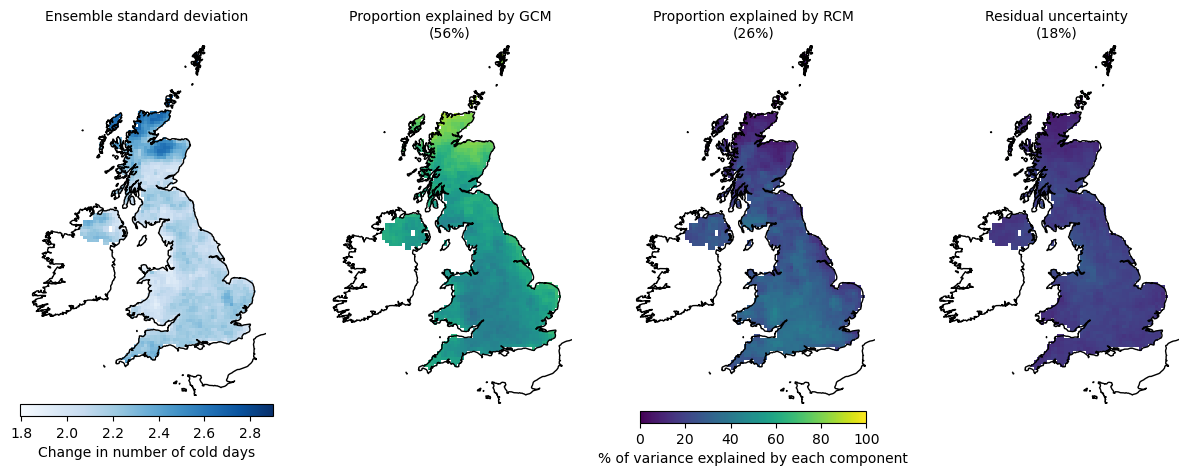 Ensemble standard deviation
Proportion explained by GCM
(56%)
Proportion explained by RCM
(26%)
Residual uncertainty
(18%)
1.8 2.0 2.2 2.4 2.6 2.8
Change in number of cold days
0 20 40 60 80 100
% of variance explained by each component